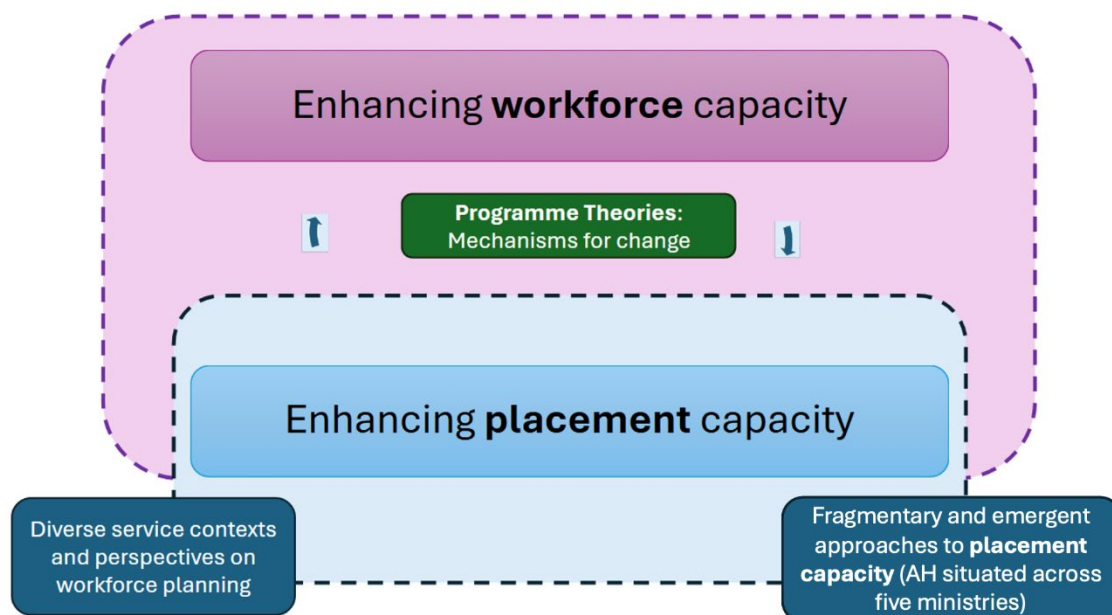 Enhancing workforce capacity
Programme Theories:
Mechanisms for change
Enhancing placement capacity
Diverse service contexts
and perspectives on
workforce planning
Fragmentary and emergent
approaches to placement
capacity (AH situated across
five ministries)